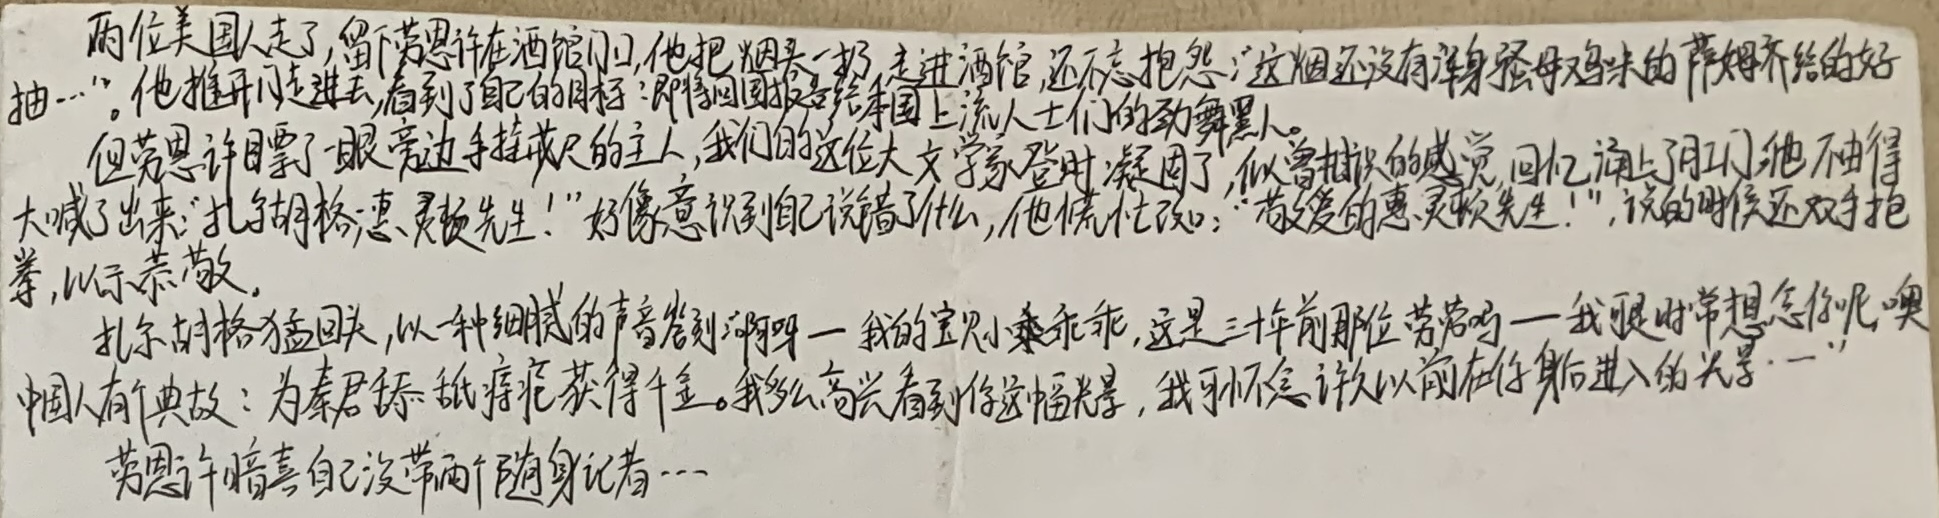 两位美国人走了,留下劳恩许在酒馆门口,他把烟头一扔,走进酒馆,还不忘抱怨:“这烟还没有浑身骚母鸡味的萨姆齐给的好
抽…”。他推开门走进去,看到了自己的目标:即将回国报告给本国上流人士们的劲舞黑人。
但劳恩许瞟了一眼旁边手拄戒尺的主人,我们的这位大文学家登时凝固了,似曾相识的感觉,回忆涌上了肛门,他不由得
大喊了出来:“扎尔胡格,惠灵顿先生!”好像意识到自己说错了什么,他慌忙改口:“敬爱的惠灵顿先生!”,说的时候还双手抱
拳,以示恭敬。
扎尔胡格猛回头,以一种细腻的声音答到:“啊呀—我的宝贝小乘乖乖,这是三十年前那位劳劳吗—我可是时常想念你呢,噢
中国人有个典故:为秦君舔舐痔疮获得千金。我多么高兴看到你这幅光景,我可怀念许久以前在你身后进入的光景·一”
劳恩许暗喜自己没带两个随身记者…